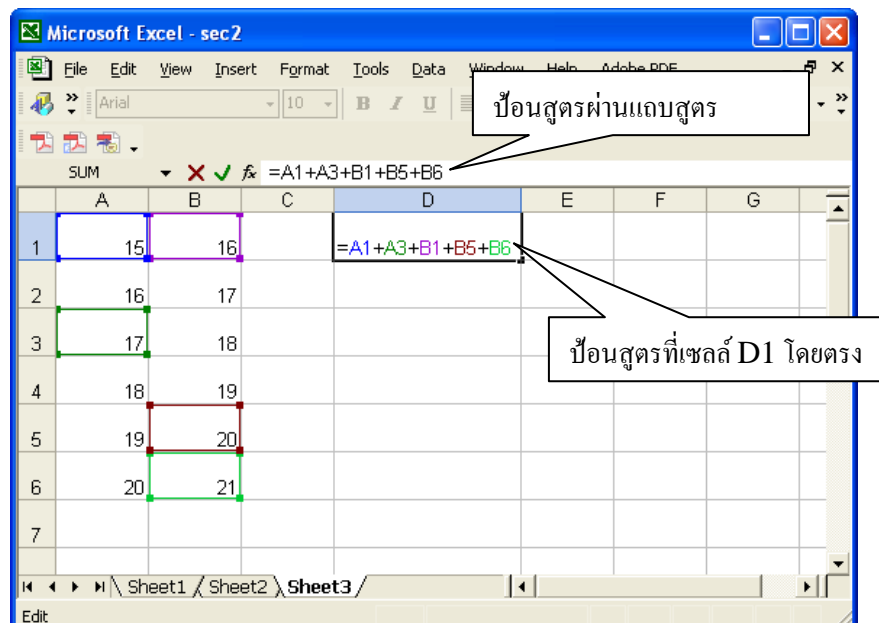 Microsoft Excel - sec2
File Edit View Insert Format Tools Data Window Help Adobe PDF
Arial 10 B I U
ป้อนสูตรผ่านแถบสูตร
SUM fx =A1+A3+B1+B5+B6
A B C D E F G
1 15 16 =A1+A3+B1+B5+B6
2 16 17
3 17 18
ป้อนสูตรที่เซลล์ D1 โดยตรง
4 18 19
5 19 20
6 20 21
7
Sheet1 Sheet2 Sheet3
Edit